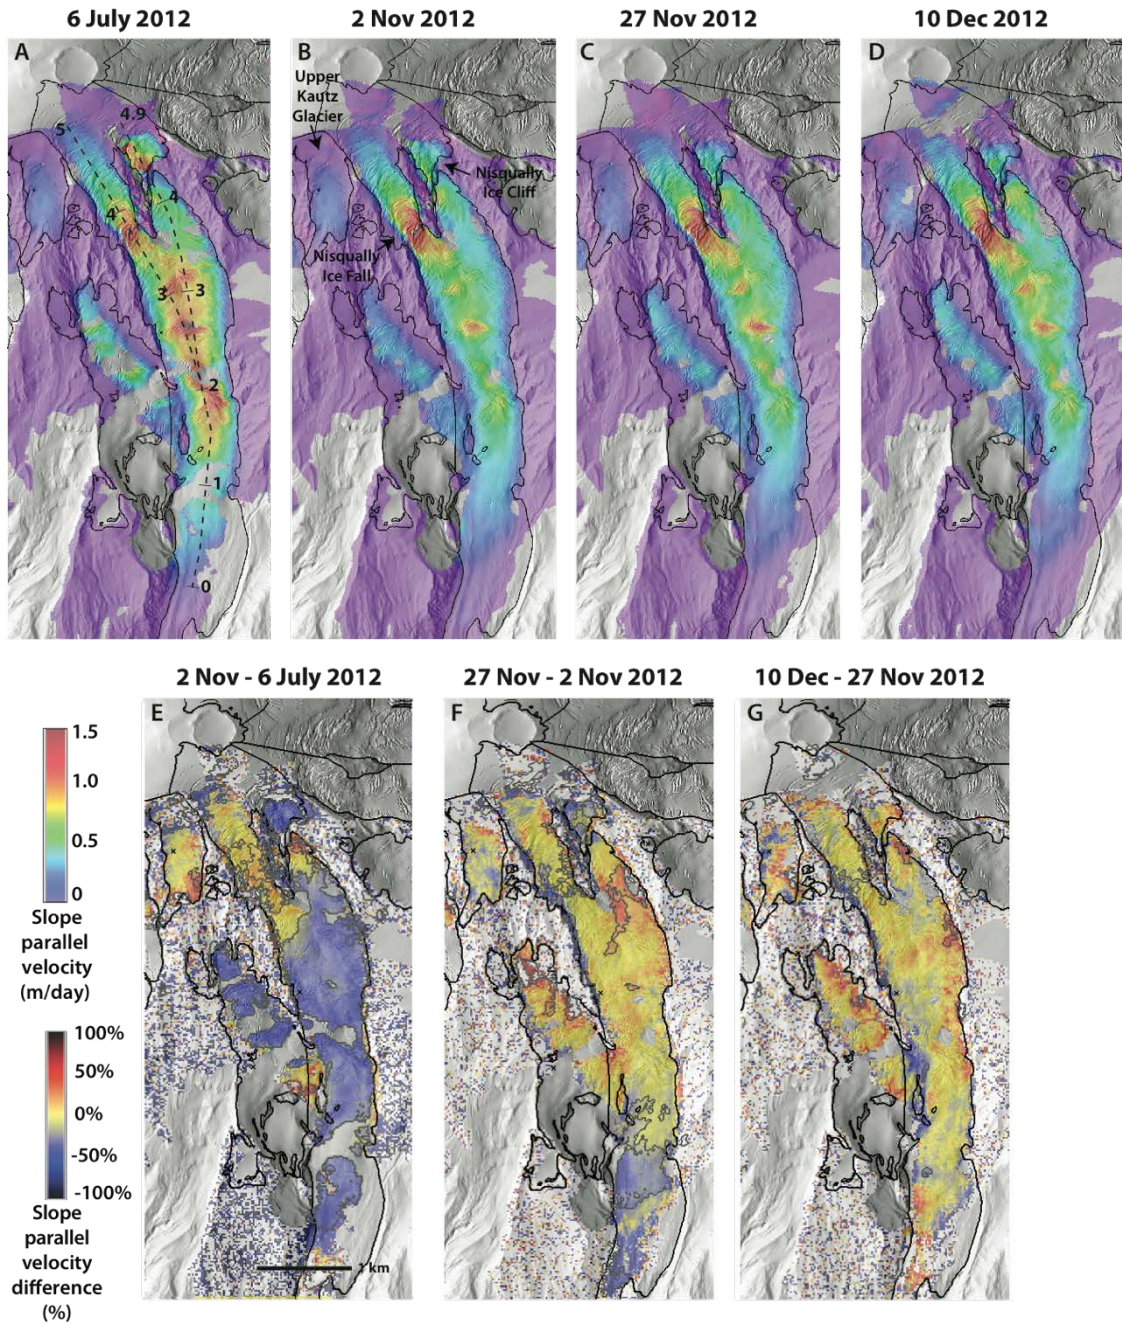 6 July 2012
2 Nov 2012
27 Nov 2012
10 Dec 2012
A
B
C
D
Upper
Kautz
Glacier
4.9
5
Nisqually
Ice Cliff
4
4
Nisqually
Ice Fall
3
3
2
1
0
2 Nov - 6 July 2012
27 Nov - 2 Nov 2012
10 Dec - 27 Nov 2012
E
F
G
1.5
1.0
0.5
0
Slope
parallel
velocity
(m/day)
100%
50%
0%
-50%
-100%
Slope
parallel
velocity
difference
(%)
1 km